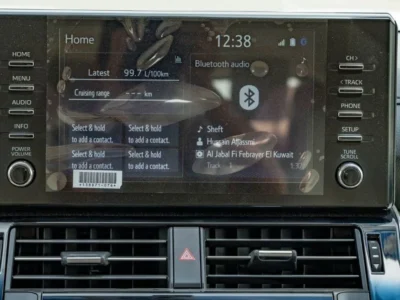 Home
12:38
HOME
MENU
AUDIO
INFO
POWER
VOLUME
Latest 99.7 L/100km
Cruising range --- km
Select & hold
to add a contact.
Select & hold
to add a contact.
Select & hold
to add a contact.
Select & hold
to add a contact.
Bluetooth audio
Sheft
Hussain Aljassmi
Al Jabal Fi Febrayer El Kuwait
Track
CH >
< TRACK
PHONE
SETUP
TUNE
SCROLL